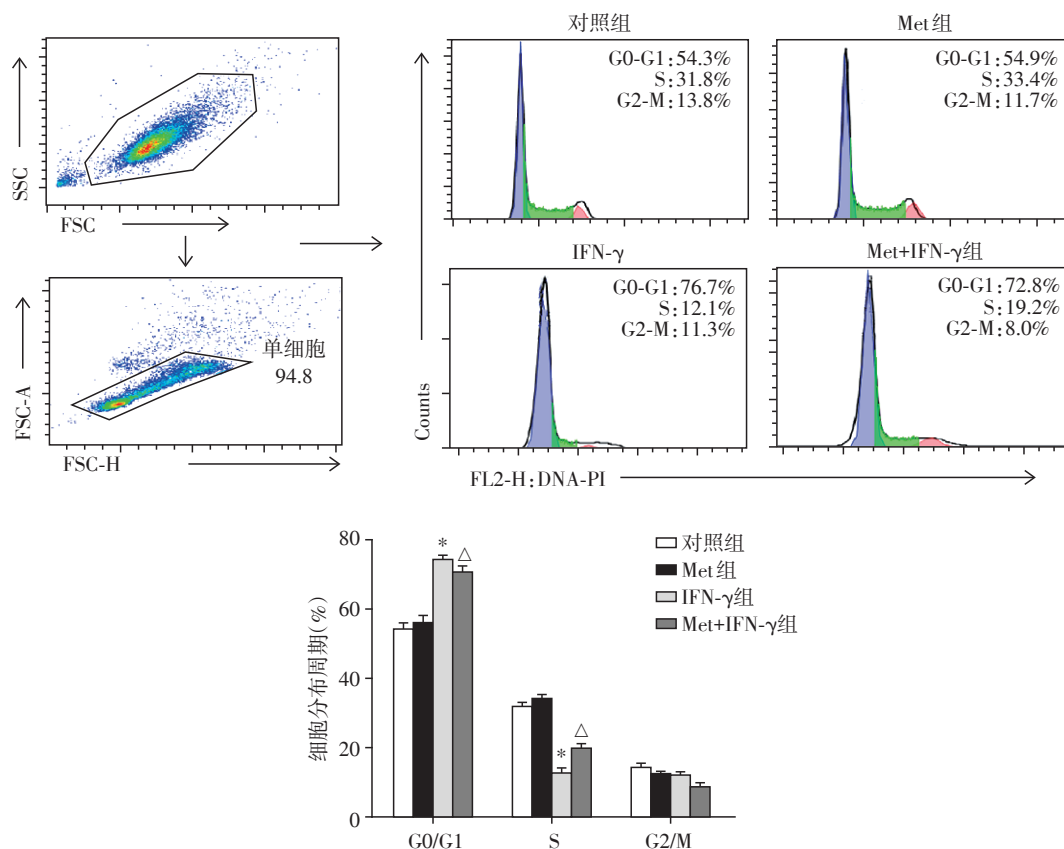 SSC
FSC
FSC-A
单细胞
94.8
FSC-H
对照组
G0-G1:54.3%
S:31.8%
G2-M:13.8%
Met组
G0-G1:54.9%
S:33.4%
G2-M:11.7%
IFN-γ
G0-G1:76.7%
S:12.1%
G2-M:11.3%
Met+IFN-γ组
G0-G1:72.8%
S:19.2%
G2-M:8.0%
Counts
FL2-H:DNA-PI
细胞分布周期(%)
80
60
40
20
0
* △
* △
G0/G1 S G2/M
对照组
Met组
IFN-γ组
Met+IFN-γ组